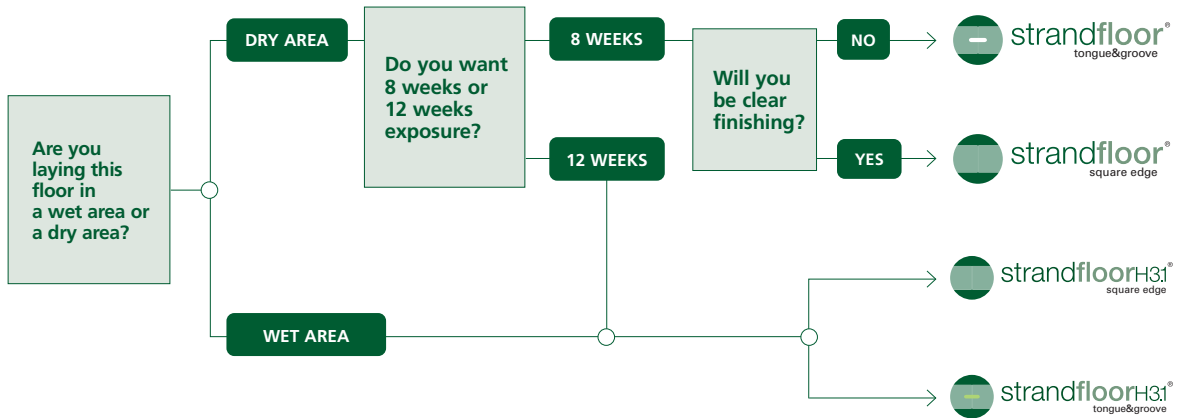 Are you
laying this
floor in
a wet area or
a dry area?
DRY AREA
Do you want
8 weeks or
12 weeks
exposure?
8 WEEKS
12 WEEKS
Will you
be clear
finishing?
NO
YES
strandfloor®
tongue&groove
strandfloor®
square edge
WET AREA
strandfloorH3.1®
square edge
strandfloorH3.1®
tongue&groove